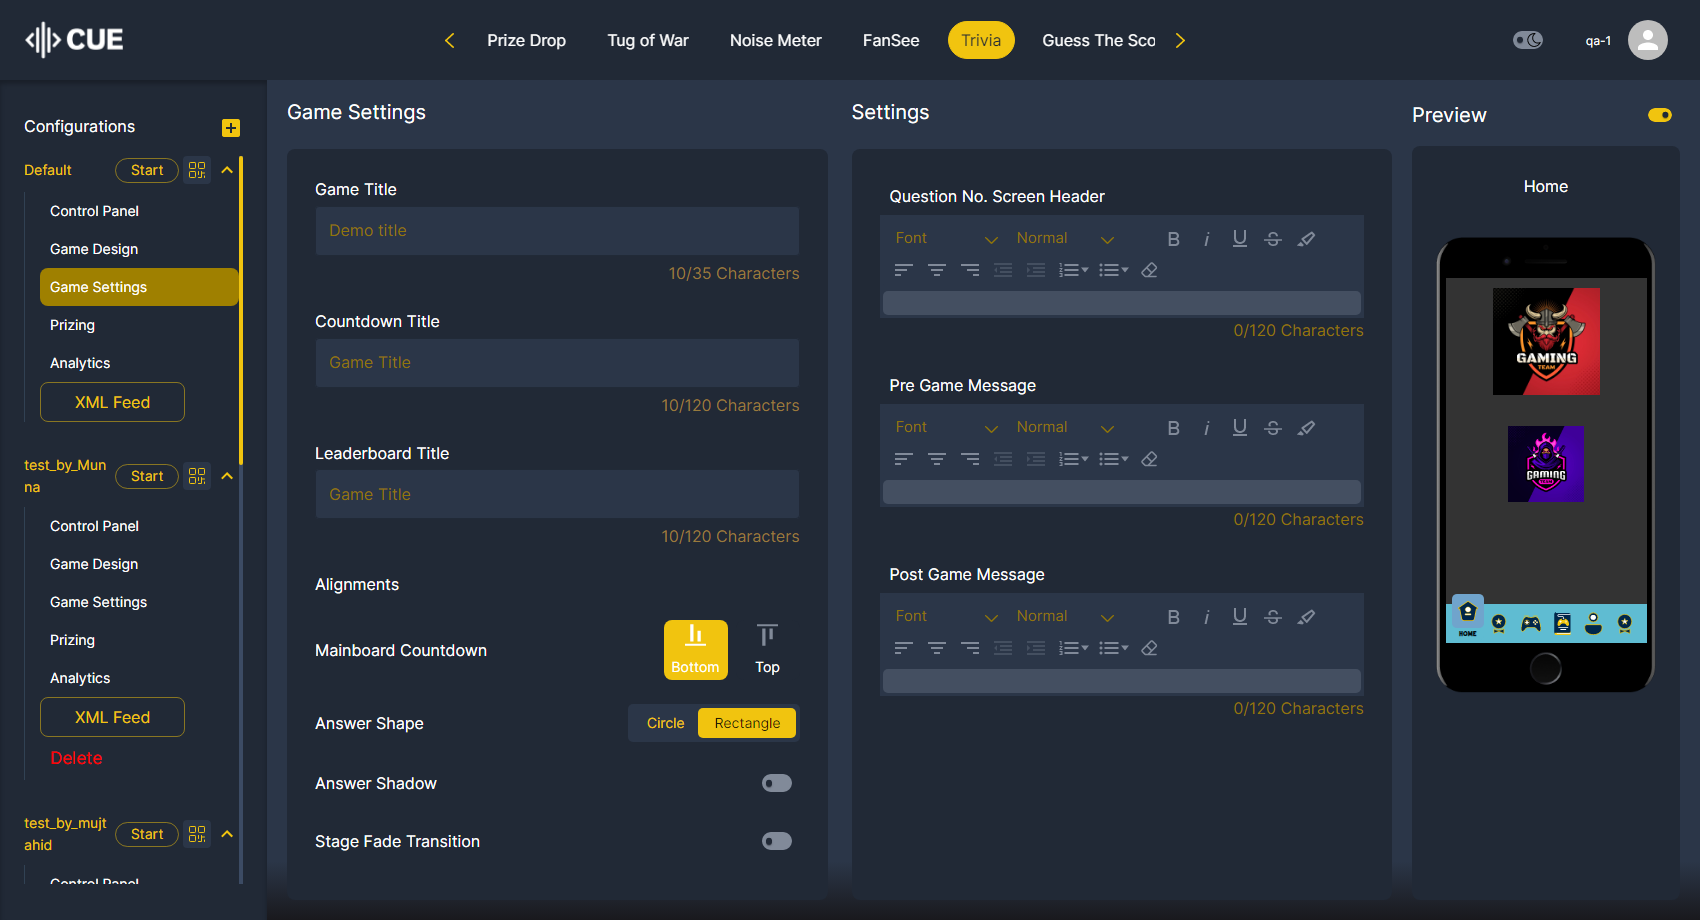 CUE
Prize Drop
Tug of War
Noise Meter
FanSee
Trivia
Guess The Sco
qa-1
Configurations
Default
Start
Control Panel
Game Design
Game Settings
Prizing
Analytics
XML Feed
test_by_Mun
na
Start
Control Panel
Game Design
Game Settings
Prizing
Analytics
XML Feed
Delete
test_by_mujt
ahid
Start
Control Panel
Game Settings
Game Title
Demo title
10/35 Characters
Countdown Title
Game Title
10/120 Characters
Leaderboard Title
Game Title
10/120 Characters
Alignments
Mainboard Countdown
Bottom
Top
Answer Shape
Circle
Rectangle
Answer Shadow
Stage Fade Transition
Settings
Question No. Screen Header
Font
Normal
B i U S
0/120 Characters
Pre Game Message
Font
Normal
B i U S
0/120 Characters
Post Game Message
Font
Normal
B i U S
0/120 Characters
Preview
Home
GAMING
TEAM
GAMING
TEAM
HOME